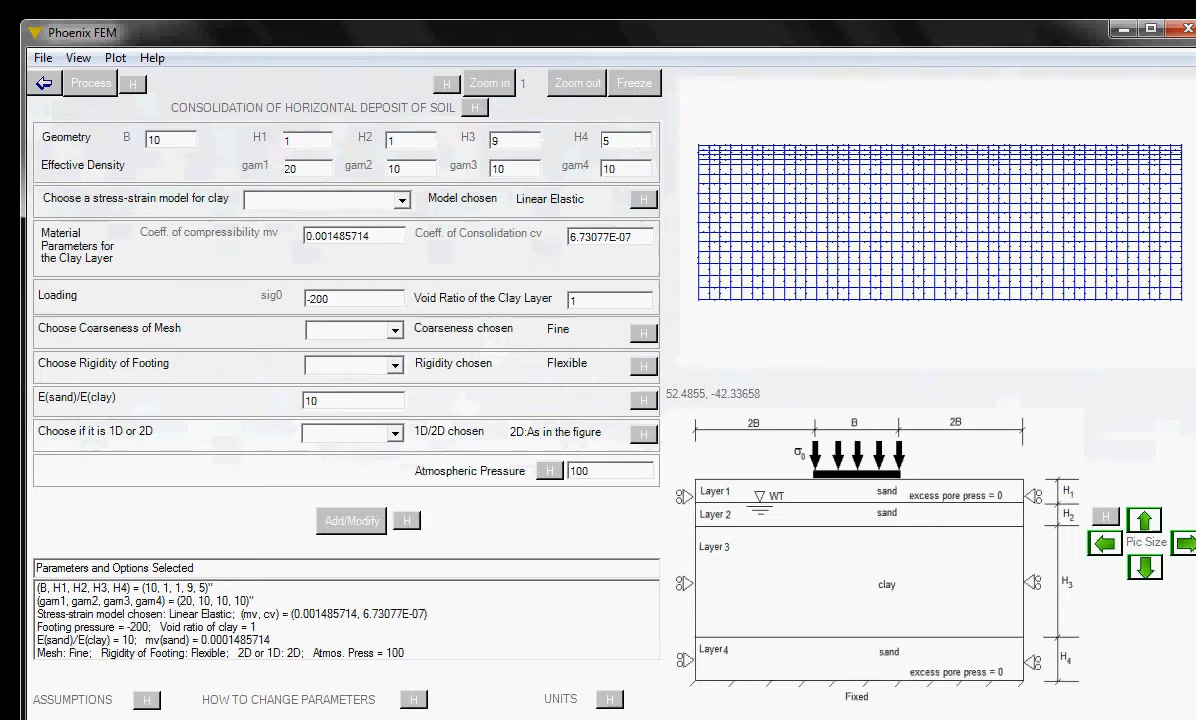 Phoenix FEM
File View Plot Help
Process H H Zoom in 1 Zoom out Freeze
CONSOLIDATION OF HORIZONTAL DEPOSIT OF SOIL H
Geometry B 10 H1 1 H2 1 H3 9 H4 5
Effective Density gam1 20 gam2 10 gam3 10 gam4 10
Choose a stress-strain model for clay Model chosen Linear Elastic H
Material Parameters for the Clay Layer Coeff. of compressibility mv 0.001485714 Coeff. of Consolidation cv 6.73077E-07
Loading sig0 -200 Void Ratio of the Clay Layer 1
Choose Coarseness of Mesh Coarseness chosen Fine H
Choose Rigidity of Footing Rigidity chosen Flexible H
E(sand)/E(clay) 10 H
Choose if it is 1D or 2D 1D/2D chosen 2D:As in the figure H
Atmospheric Pressure H 100
Add/Modify H
Parameters and Options Selected
(B, H1, H2, H3, H4) = (10, 1, 1, 9, 5)"
(gam1, gam2, gam3, gam4) = (20, 10, 10, 10)"
Stress-strain model chosen: Linear Elastic; (mv, cv) = (0.001485714, 6.73077E-07)
Footing pressure = -200; Void ratio of clay = 1
E(sand)/E(clay) = 10; mv(sand) = 0.0001485714
Mesh: Fine; Rigidity of Footing: Flexible; 2D or 1D: 2D; Atmos. Press = 100
ASSUMPTIONS H HOW TO CHANGE PARAMETERS H UNITS H
52.4855, -42.33658
2B B 2B
σ0
Layer 1 WT sand excess pore press = 0 H1
Layer 2 sand H2
Layer 3
clay H3
Layer 4 sand H4
excess pore press = 0
Fixed
H
Pic Size